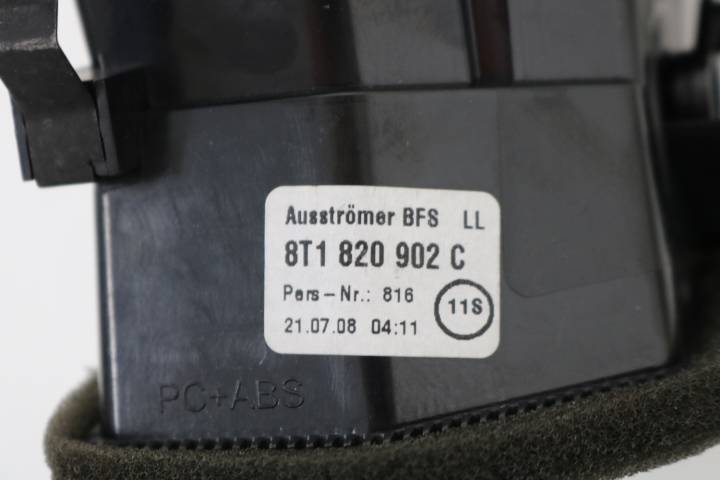 Ausströmer BFS LL
8T1 820 902 C
Pers-Nr.: 816
11S
21.07.08 04:11
PC+ABS